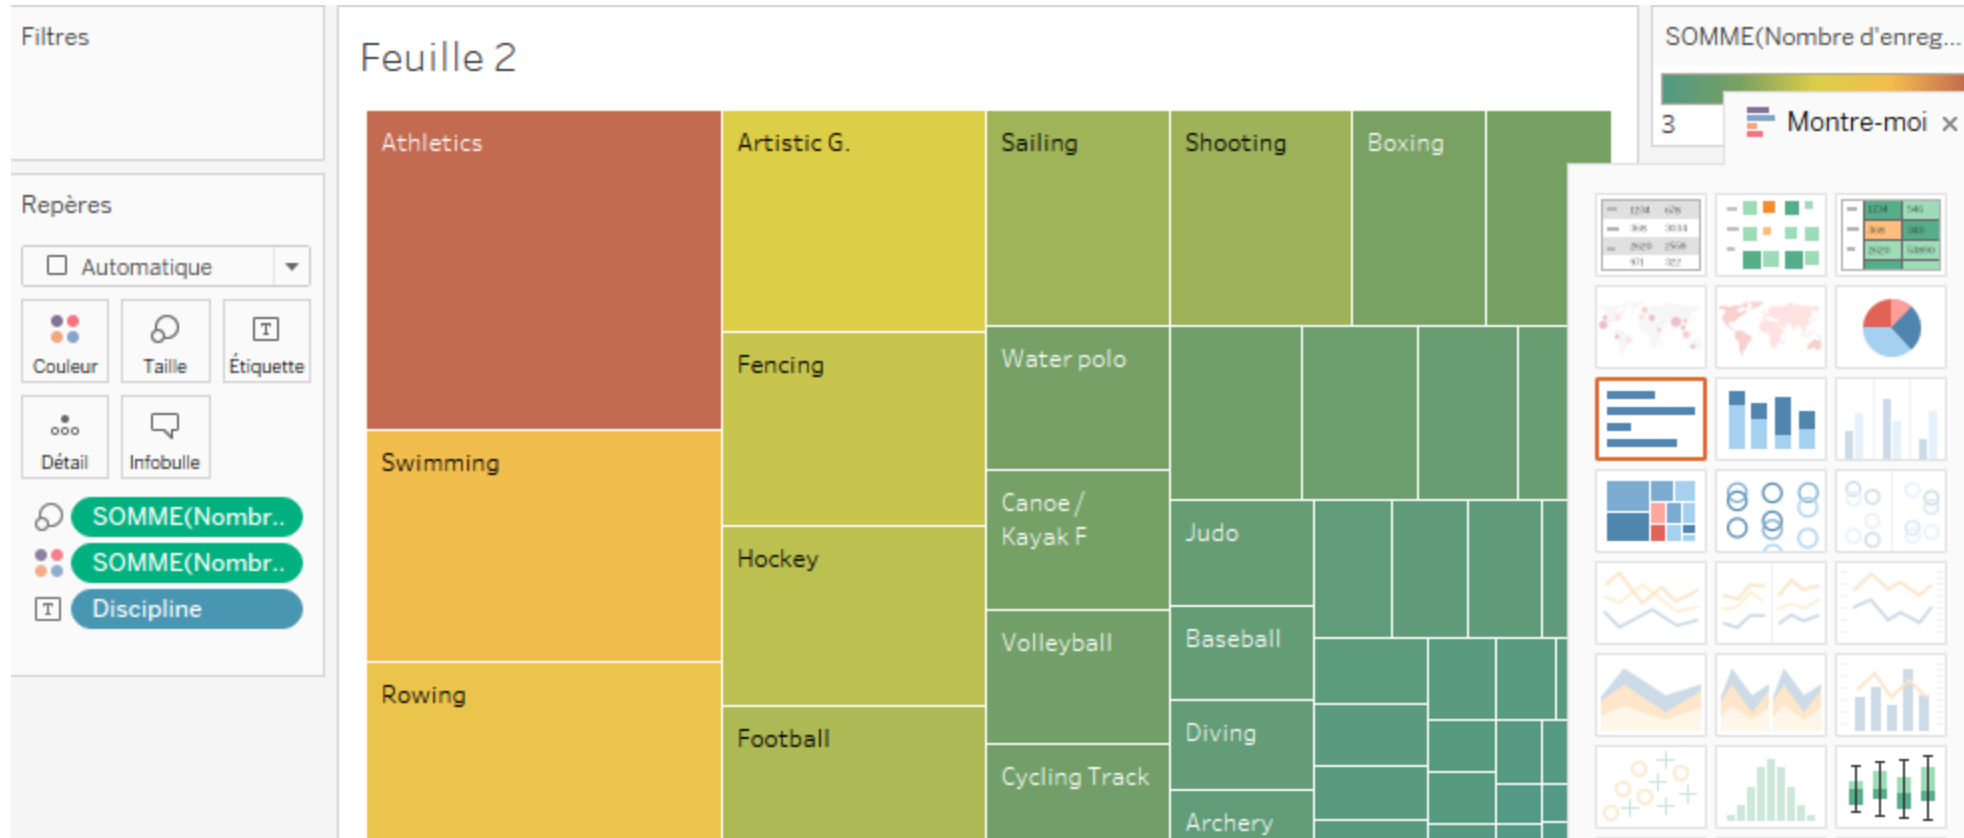 Filtres
Repères
Automatique
Couleur
Taille
Étiquette
Détail
Infobulle
SOMME(Nombr..
SOMME(Nombr..
Discipline
Feuille 2
Athletics
Swimming
Rowing
Artistic G.
Fencing
Hockey
Football
Sailing
Water polo
Canoe /
Kayak F
Volleyball
Cycling Track
Shooting
Boxing
Judo
Baseball
Diving
Archery
SOMME(Nombre d'enreg...
3
Montre-moi